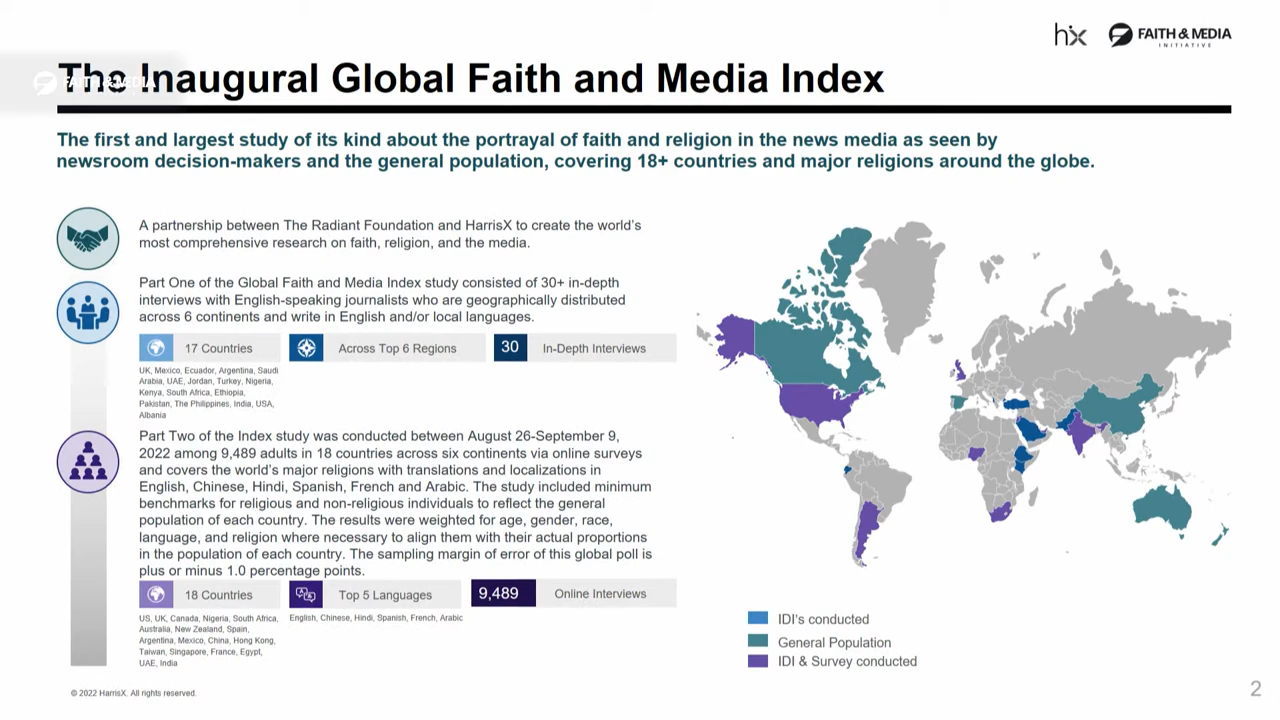 hx FAITH & MEDIA
INITIATIVE
FAITH & MEDIA
The Inaugural Global Faith and Media Index
The first and largest study of its kind about the portrayal of faith and religion in the news media as seen by
newsroom decision-makers and the general population, covering 18+ countries and major religions around the globe.
A partnership between The Radiant Foundation and HarrisX to create the world's
most comprehensive research on faith, religion, and the media.
Part One of the Global Faith and Media Index study consisted of 30+ in-depth
interviews with English-speaking journalists who are geographically distributed
across 6 continents and write in English and/or local languages.
17 Countries
Across Top 6 Regions
30 In-Depth Interviews
UK, Mexico, Ecuador, Argentina, Saudi
Arabia, UAE, Jordan, Turkey, Nigeria,
Kenya, South Africa, Ethiopia,
Pakistan, The Philippines, India, USA,
Albania
Part Two of the Index study was conducted between August 26-September 9,
2022 among 9,489 adults in 18 countries across six continents via online surveys
and covers the world's major religions with translations and localizations in
English, Chinese, Hindi, Spanish, French and Arabic. The study included minimum
benchmarks for religious and non-religious individuals to reflect the general
population of each country. The results were weighted for age, gender, race,
language, and religion where necessary to align them with their actual proportions
in the population of each country. The sampling margin of error of this global poll is
plus or minus 1.0 percentage points.
18 Countries
Top 5 Languages
9,489 Online Interviews
US, UK, Canada, Nigeria, South Africa,
Australia, New Zealand, Spain,
Argentina, Mexico, China, Hong Kong,
Taiwan, Singapore, France, Egypt,
UAE, India
English, Chinese, Hindi, Spanish, French, Arabic
IDI's conducted
General Population
IDI & Survey conducted
© 2022 HarrisX. All rights reserved.
2